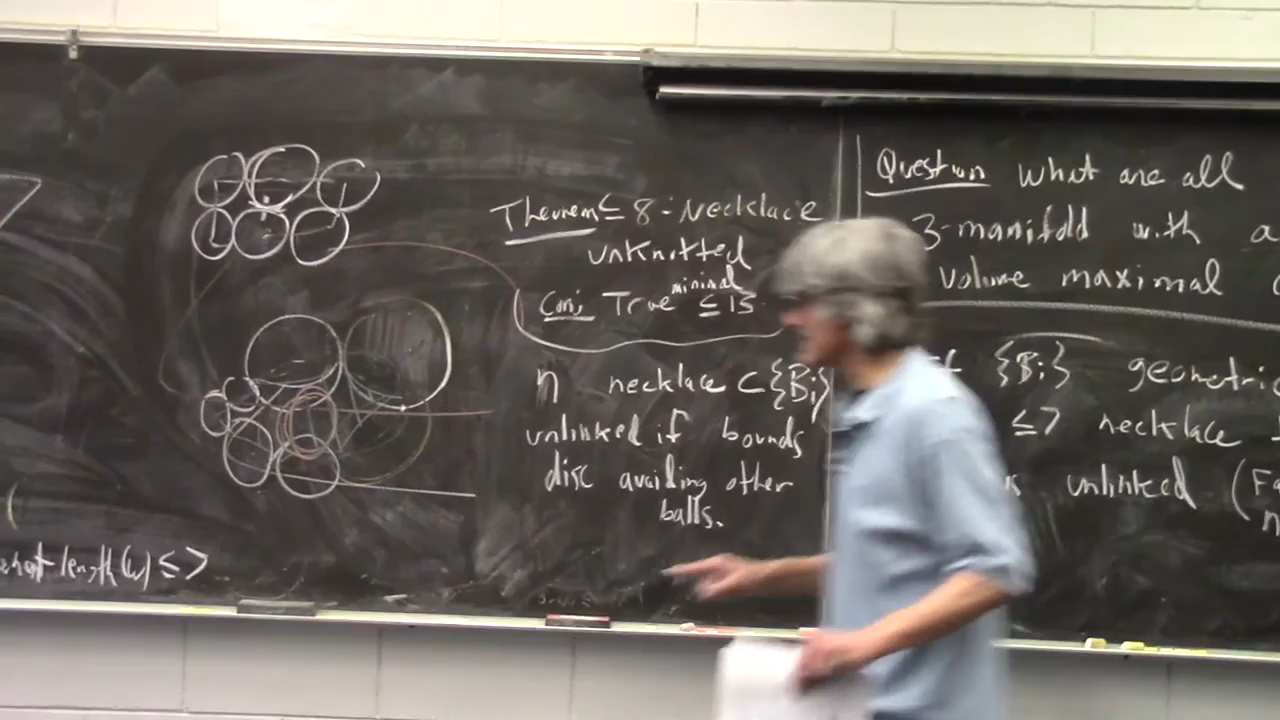 Theorem ≤ 8-Necklace
unknotted
minimal
Conj True ≤ 15
n necklace ⊂ {Bi}
unlinked if bounds
disc avoiding other
balls.
length(w) ≤ 7
Question What are all
3-manifold with a
volume maximal
{Bi} geometric
≤7 necklace
unlinked (